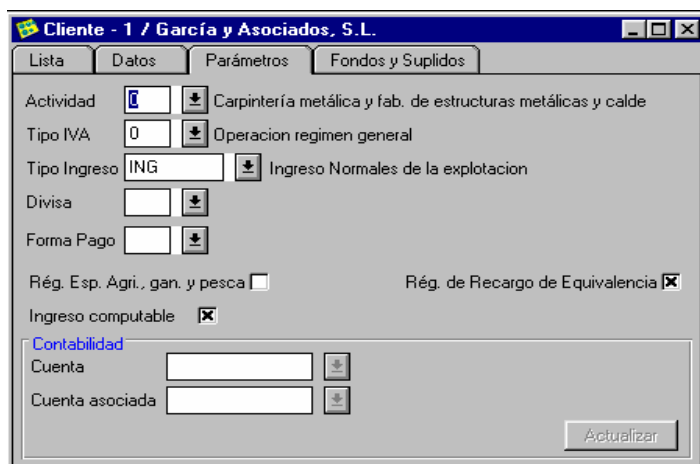 Cliente - 1 / García y Asociados, S.L.
Lista Datos Parámetros Fondos y Suplidos
Actividad 0 Carpintería metálica y fab. de estructuras metálicas y calde
Tipo IVA 0 Operacion regimen general
Tipo Ingreso ING Ingreso Normales de la explotacion
Divisa
Forma Pago
Rég. Esp. Agri., gan. y pesca Rég. de Recargo de Equivalencia
Ingreso computable
Contabilidad
Cuenta
Cuenta asociada
Actualizar